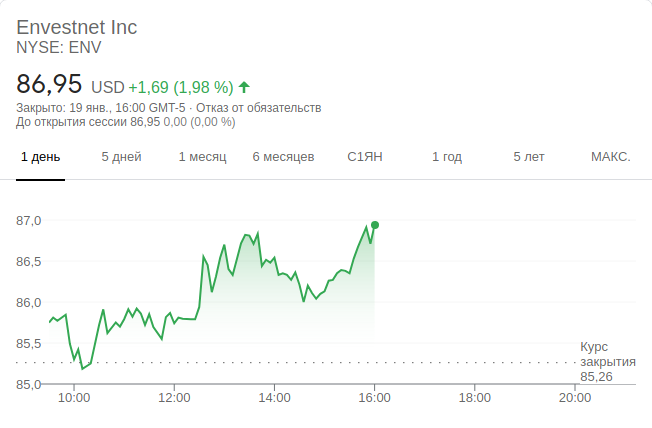 Envestnet Inc
NYSE: ENV
86,95 USD +1,69 (1,98 %)
Закрыто: 19 янв., 16:00 GMT-5 · Отказ от обязательств
До открытия сессии 86,95 0,00 (0,00 %)
1 день 5 дней 1 месяц 6 месяцев С1ЯН 1 год 5 лет МАКС.
87,0
86,5
86,0
85,5
Курс
закрытия
85,26
85,0
10:00 12:00 14:00 16:00 18:00 20:00